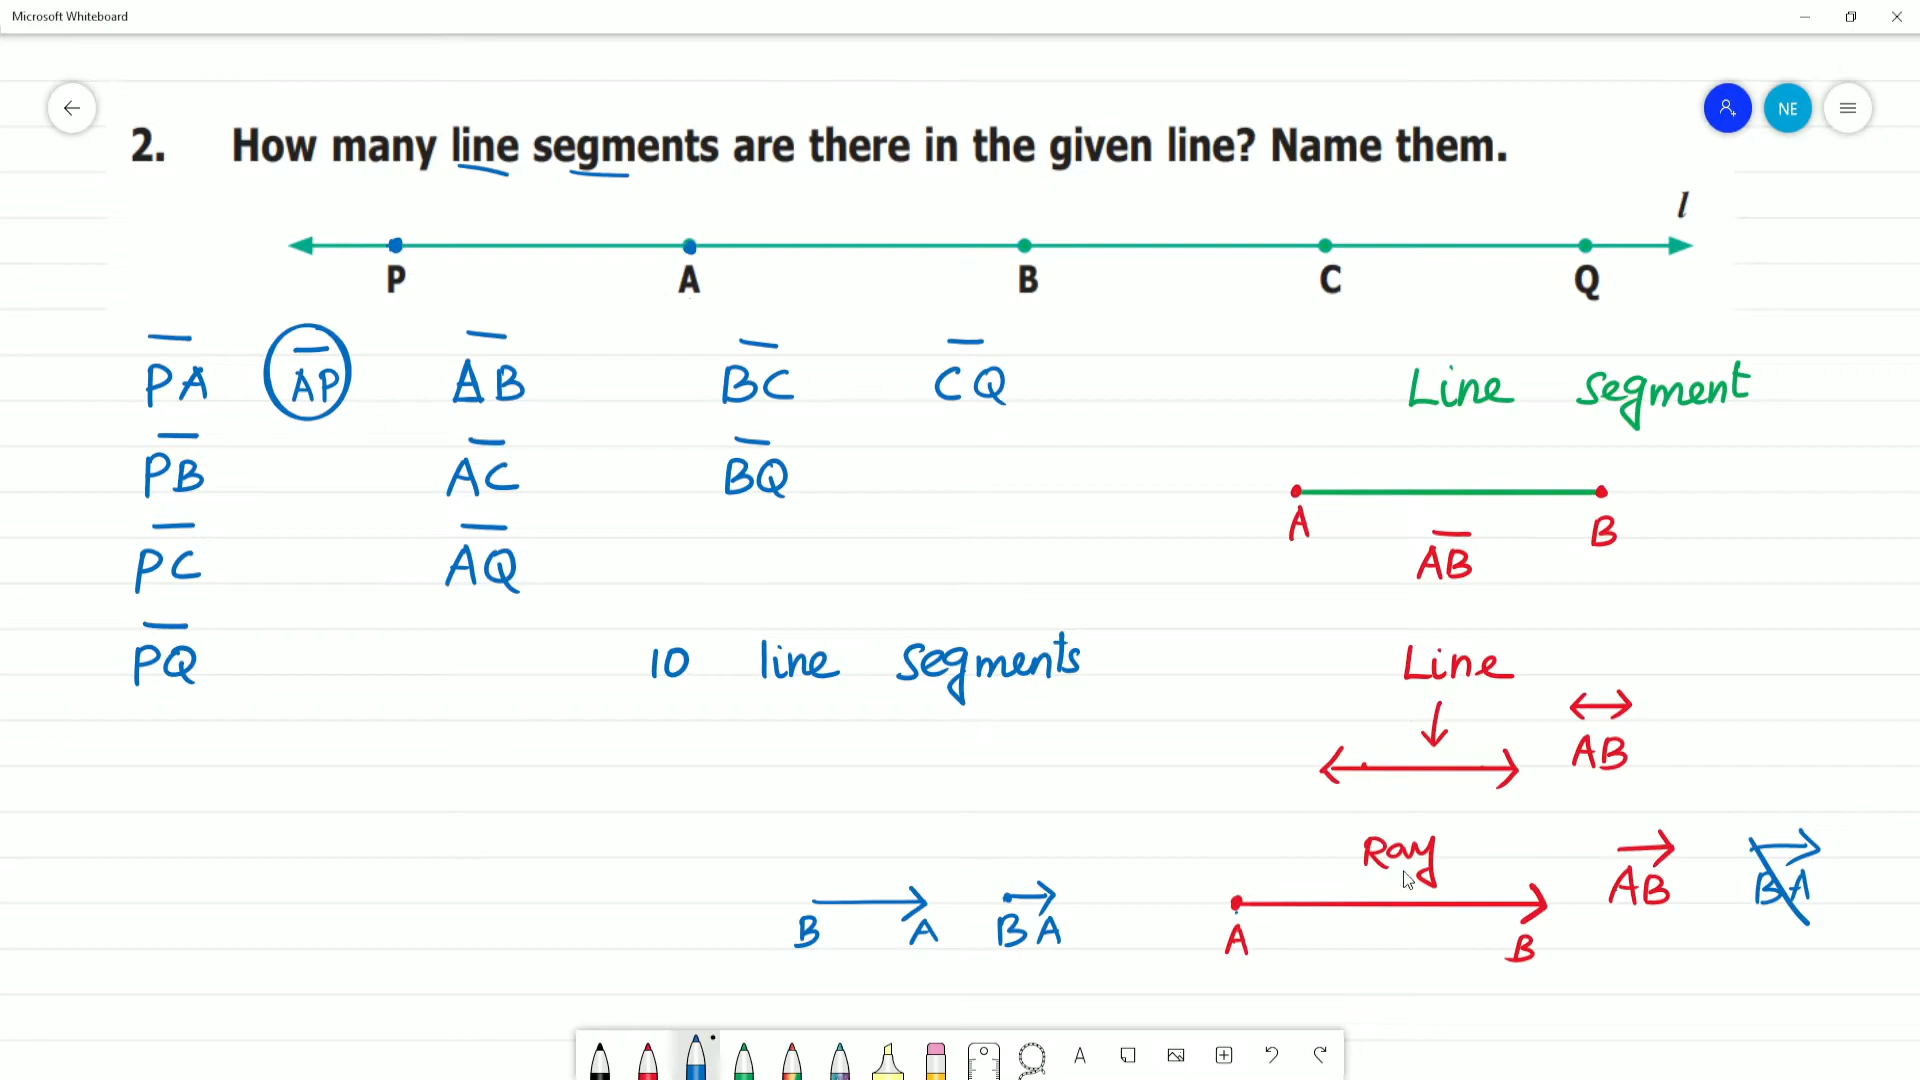 Microsoft Whiteboard
NE
2. How many line segments are there in the given line? Name them.
l
P A B C Q
PA AP AB BC CQ
Line segment
PB AC BQ
A B
AB
PC AQ
PQ 10 line segments
Line
AB
Ray
AB BA
B A BA
A B
A